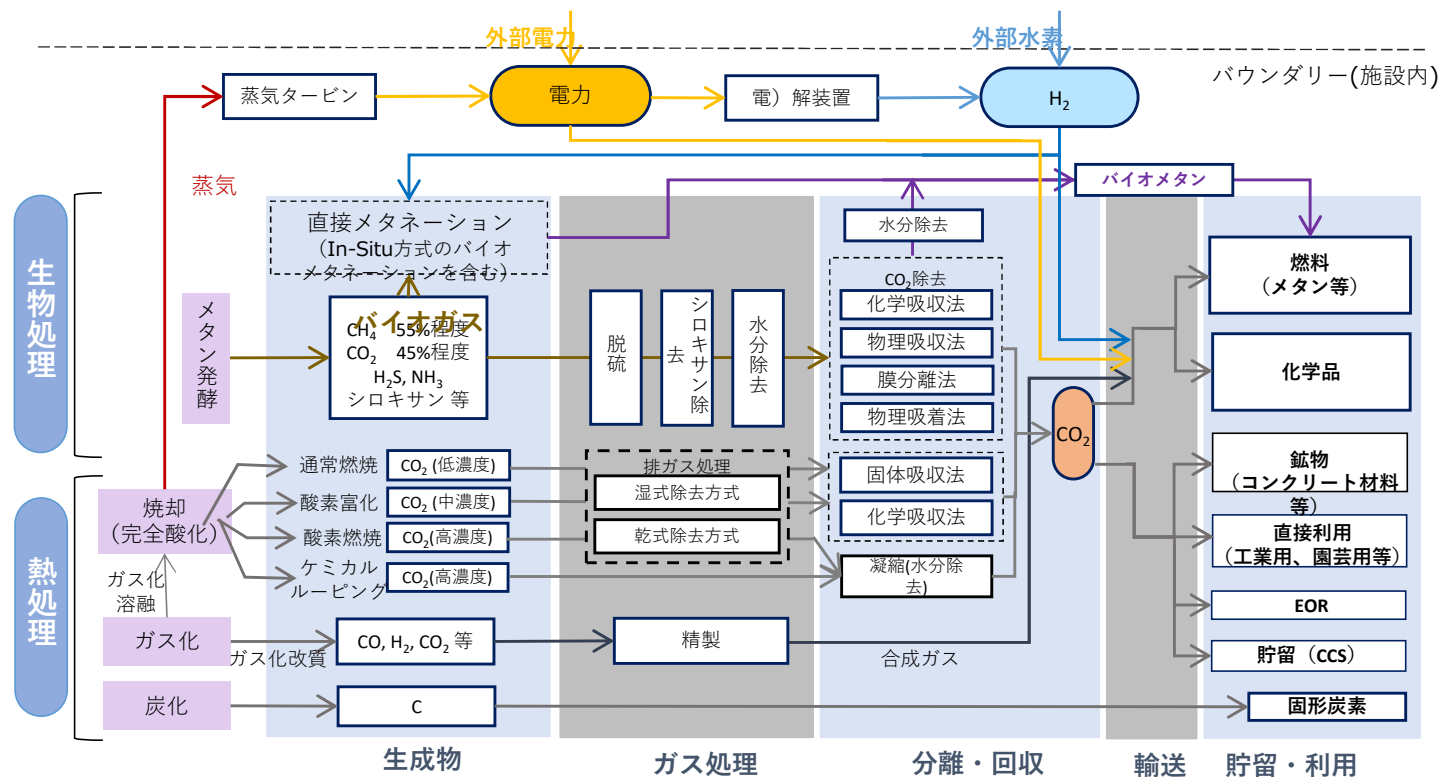 外部電力
外部水素
バウンダリー(施設内)
蒸気タービン
電力
電）解装置
H₂
蒸気
バイオメタン
生物処理
直接メタネーション
（In-Situ方式のバイオ
メタネーションを含む）
水分除去
メタン発酵
バイオガス
CH₄ 55%程度
CO₂ 45%程度
H₂S, NH₃
シロキサン 等
脱硫
シロキサン除
去
水分除去
CO₂除去
化学吸収法
物理吸収法
膜分離法
物理吸着法
CO₂
燃料
（メタン等）
化学品
熱処理
焼却
（完全酸化）
通常燃焼
CO₂ (低濃度)
酸素富化
CO₂ (中濃度)
酸素燃焼
CO₂(高濃度)
ケミカル
ルーピング
CO₂(高濃度)
排ガス処理
湿式除去方式
乾式除去方式
固体吸収法
化学吸収法
凝縮(水分除
去)
鉱物
（コンクリート材料
等）
直接利用
（工業用、園芸用等）
EOR
貯留（CCS）
ガス化
溶融
ガス化
ガス化改質
CO, H₂, CO₂ 等
精製
合成ガス
炭化
C
固形炭素
生成物
ガス処理
分離・回収
輸送
貯留・利用